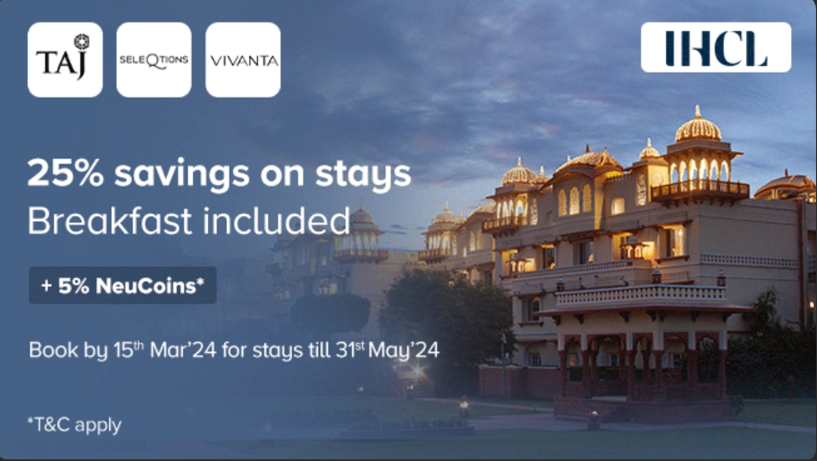 TAJ SELEQTIONS VIVANTA IHCL
25% savings on stays
Breakfast included
+ 5% NeuCoins*
Book by 15th Mar'24 for stays till 31st May'24
*T&C apply